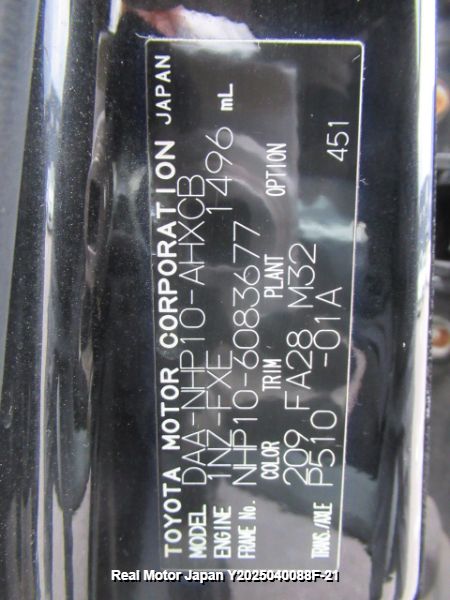 TOYOTA MOTOR CORPORATION JAPAN
MODEL DAA-NHP10-AHXCB
ENGINE 1NZ-FXE 1496 mL
FRAME No. NHP10-6083677
COLOR TRIM PLANT OPTION
209 FA28 M32
TRANS./AXLE P510 -01A 451
Real Motor Japan Y2025040088F-21